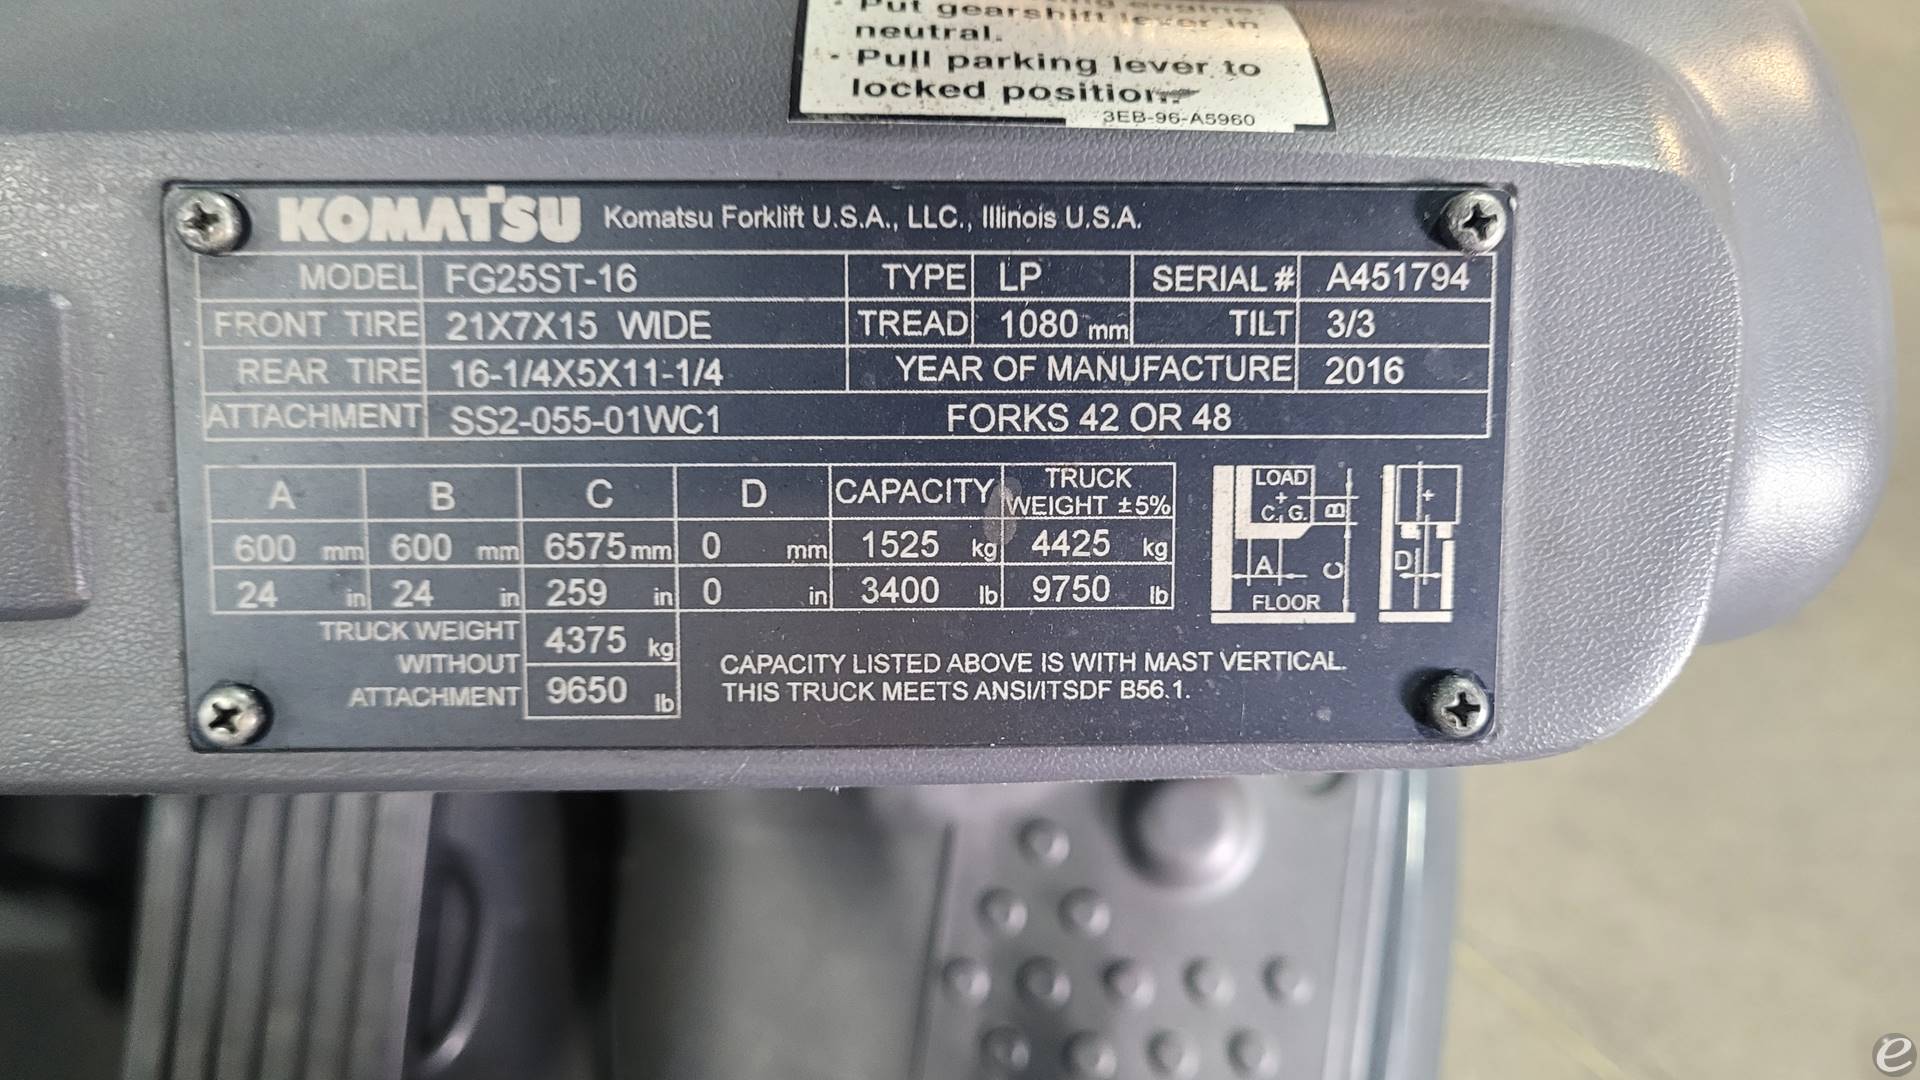 Put gearshift lever in
neutral.
- Pull parking lever to
locked position.
3EB-96-A5960
KOMATSU Komatsu Forklift U.S.A., LLC., Illinois U.S.A.
MODEL FG25ST-16 TYPE LP SERIAL # A451794
FRONT TIRE 21X7X15 WIDE TREAD 1080 mm TILT 3/3
REAR TIRE 16-1/4X5X11-1/4 YEAR OF MANUFACTURE 2016
ATTACHMENT SS2-055-01WC1 FORKS 42 OR 48
A B C D CAPACITY TRUCK WEIGHT ±5%
600 mm 600 mm 6575 mm 0 mm 1525 kg 4425 kg
24 in 24 in 259 in 0 in 3400 lb 9750 lb
TRUCK WEIGHT
WITHOUT
ATTACHMENT
4375 kg
9650 lb
CAPACITY LISTED ABOVE IS WITH MAST VERTICAL.
THIS TRUCK MEETS ANSI/ITSDF B56.1.
LOAD
C. G. B
A C D
FLOOR
e